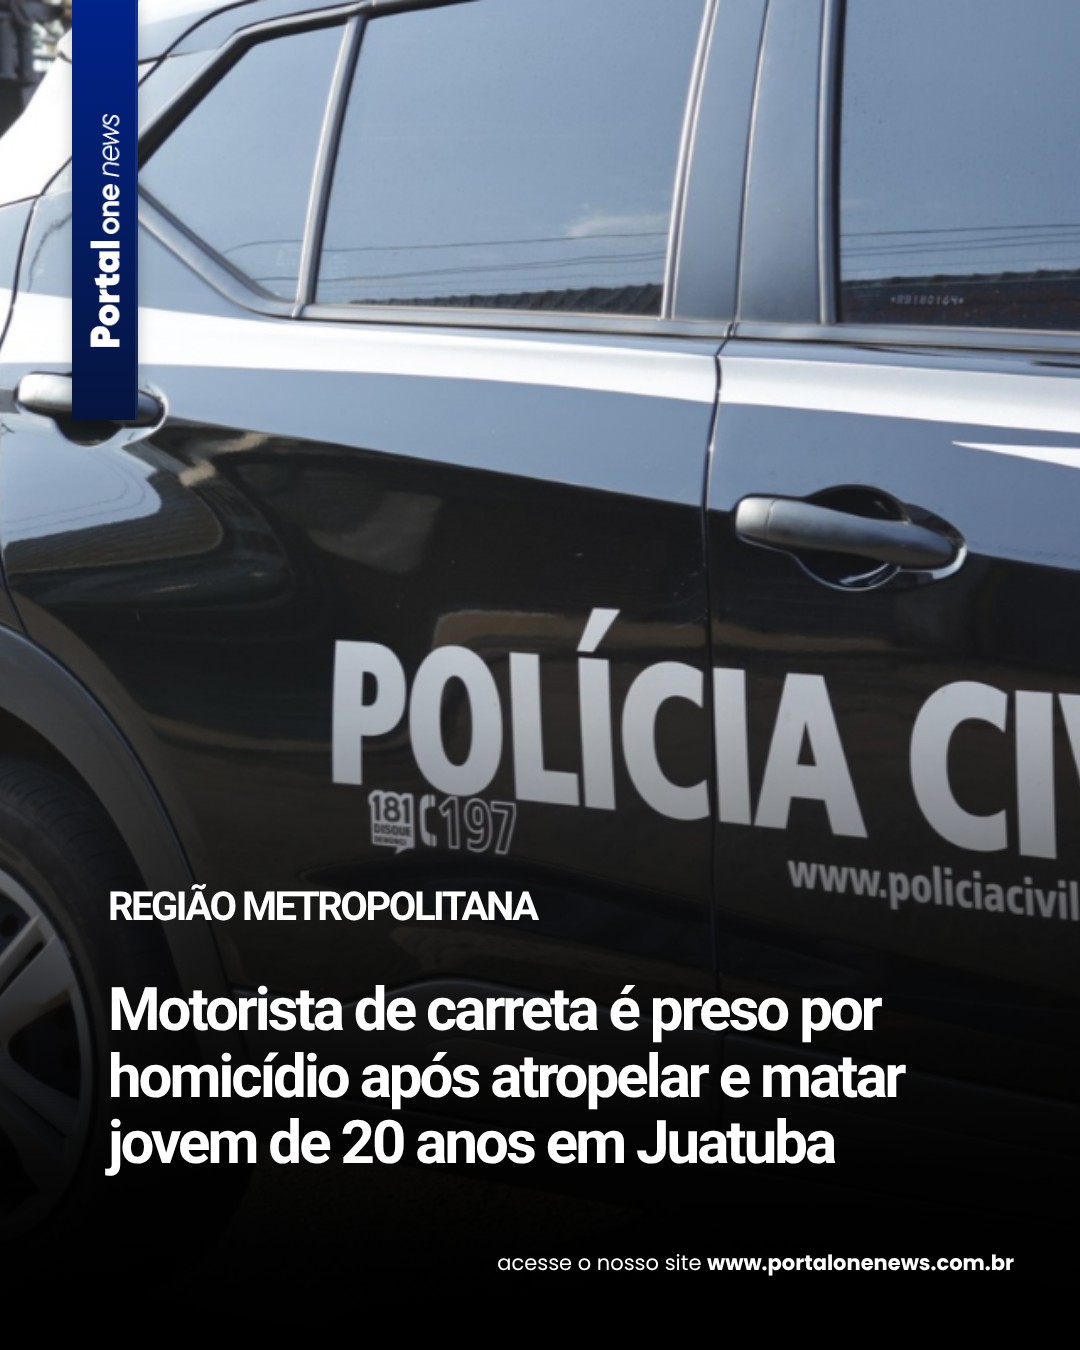 Portal one news
POLÍCIA CIV
181
DISQUE
197
www.policiacivil
REGIÃO METROPOLITANA
Motorista de carreta é preso por
homicídio após atropelar e matar
jovem de 20 anos em Juatuba
acesse o nosso site www.portalonenews.com.br